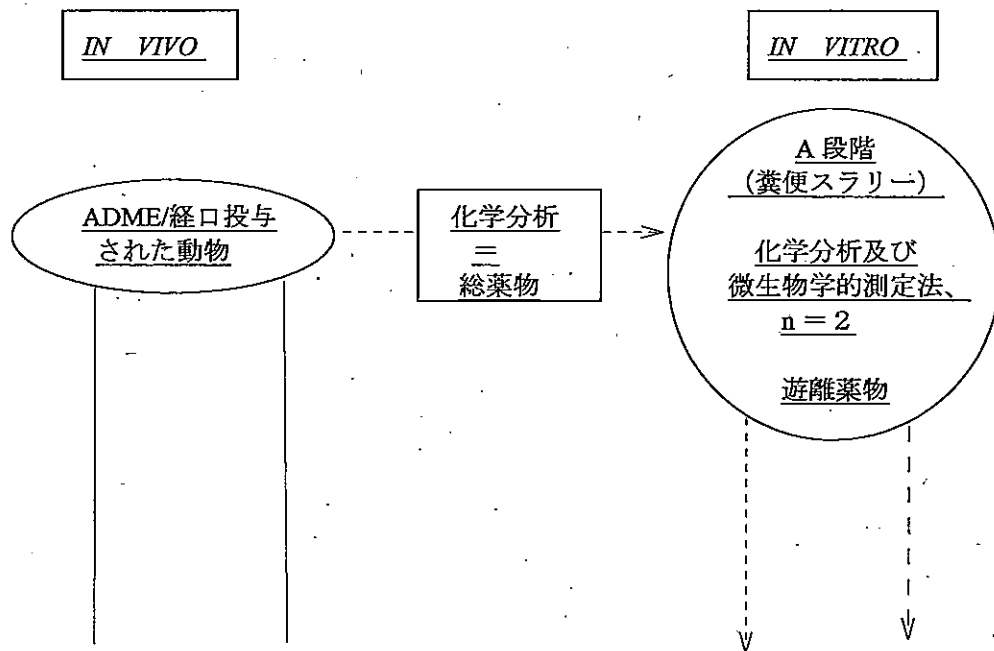 IN VIVO
IN VITRO
ADME/経口投与
された動物
化学分析
=
総薬物
A 段階
(糞便スラリー)
化学分析及び
微生物学的測定法、
n = 2
遊離薬物